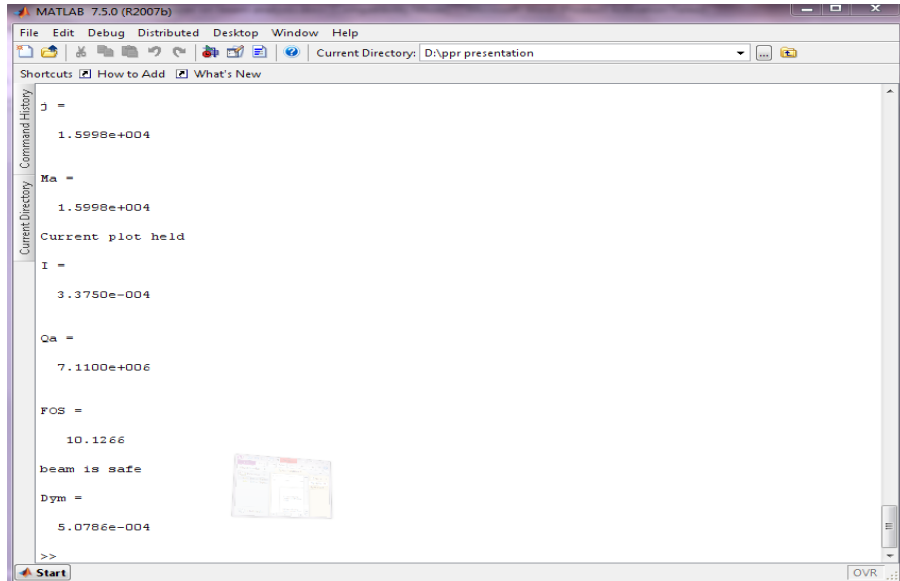 MATLAB 7.5.0 (R2007b)
File Edit Debug Distributed Desktop Window Help
Current Directory: D:\ppr presentation
Shortcuts How to Add What's New
Command History
Current Directory
j =
1.5998e+004
Ma =
1.5998e+004
Current plot held
I =
3.3750e-004
Qa =
7.1100e+006
FOS =
10.1266
beam is safe
Dym =
5.0786e-004
>>
Start
OVR